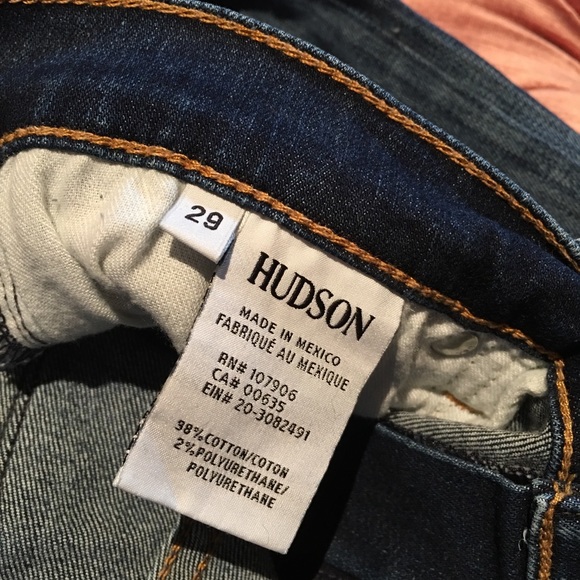 29
HUDSON
MADE IN MEXICO
FABRIQUÉ AU MEXIQUE
RN# 107906
CA# 00635
EIN# 20-3082491
98%COTTON/COTON
2%POLYURETHANE/
POLYURETHANE